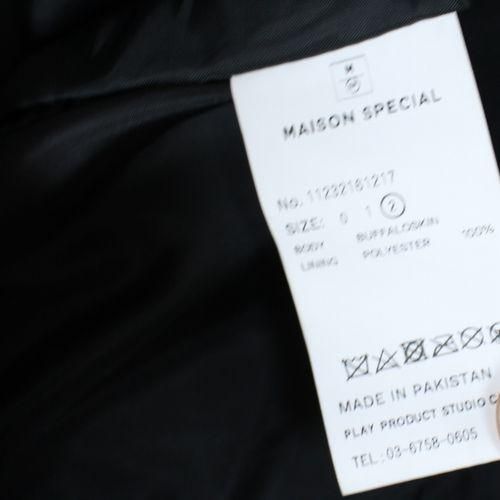 M
MAISON SPECIAL
No. 11232161217
SIZE: 0 1 2
BODY BUFFALOSKIN
LINING POLYESTER 100%
MADE IN PAKISTAN
PLAY PRODUCT STUDIO C
TEL:03-6758-0605